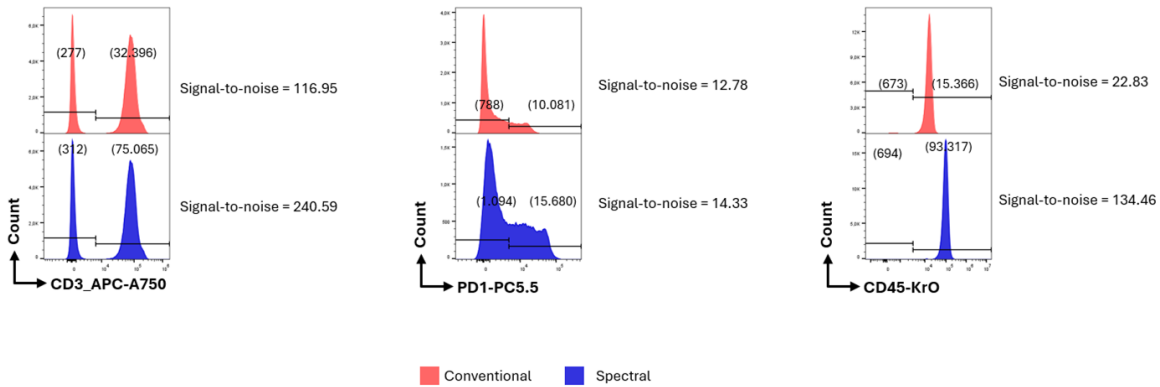 (277) (32.396)
Signal-to-noise = 116.95
(312) (75.065)
Signal-to-noise = 240.59
Count
CD3_APC-A750
(788) (10.081)
Signal-to-noise = 12.78
(1.094) (15.680)
Signal-to-noise = 14.33
Count
PD1-PC5.5
(673) (15.366)
Signal-to-noise = 22.83
(694) (93.317)
Signal-to-noise = 134.46
Count
CD45-KrO
Conventional Spectral